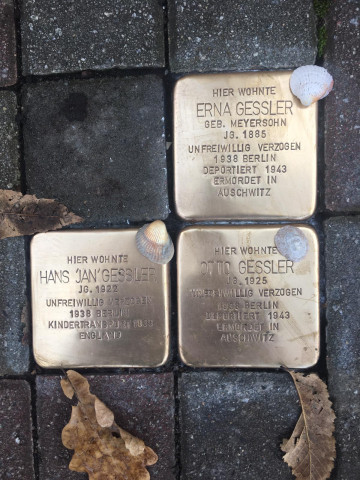 HIER WOHNTE
ERNA GESSLER
GEB. MEYERSOHN
JG. 1885
UNFREIWILLIG VERZOGEN
1938 BERLIN
DEPORTIERT 1943
ERMORDET IN
AUSCHWITZ
HIER WOHNTE
HANS 'JAN' GESSLER
JG.
UNFREIWILLIG VERZOGEN
1938 BERLIN
KINDERTRANSPORT
ENGLAND
HIER WOHNTE
OTTO GESSLER
JG. 1925
UNFREIWILLIG VERZOGEN
1938 BERLIN
DEPORTIERT 1943
ERMORDET IN
AUSCHWITZ